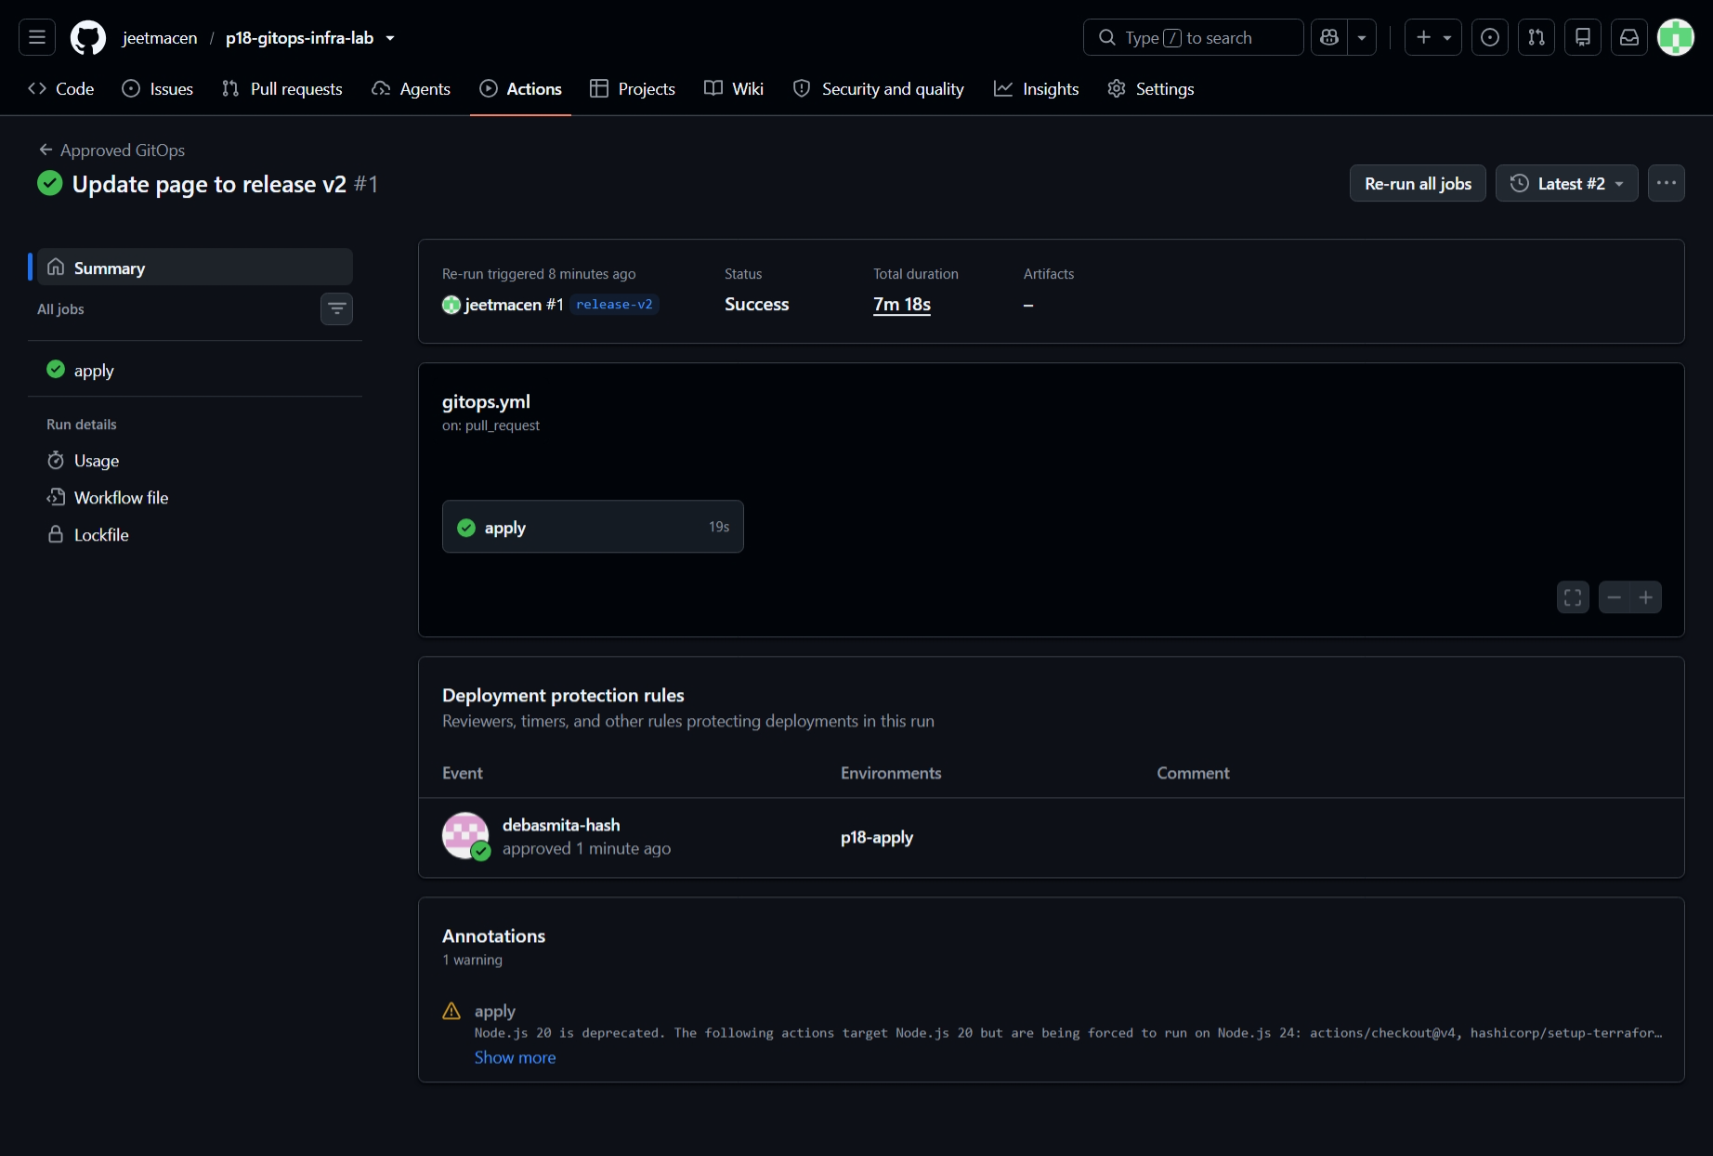 jeetmacen / p18-gitops-infra-lab
Type / to search
Code Issues Pull requests Agents Actions Projects Wiki Security and quality Insights Settings
Approved GitOps
Update page to release v2 #1
Re-run all jobs Latest #2
Summary
All jobs
apply
Run details
Usage
Workflow file
Lockfile
Re-run triggered 8 minutes ago Status Total duration Artifacts
jeetmacen #1 release-v2 Success 7m 18s –
gitops.yml
on: pull_request
apply 19s
Deployment protection rules
Reviewers, timers, and other rules protecting deployments in this run
Event Environments Comment
debasmita-hash
approved 1 minute ago
p18-apply
Annotations
1 warning
apply
Node.js 20 is deprecated. The following actions target Node.js 20 but are being forced to run on Node.js 24: actions/checkout@v4, hashicorp/setup-terrafor…
Show more